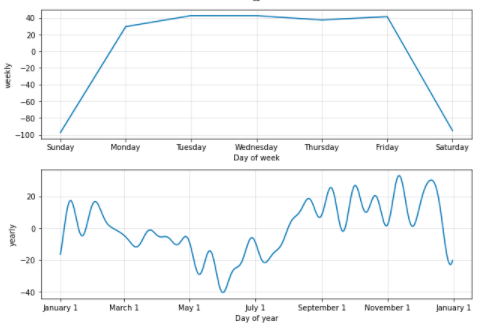 40
20
0
−20
−40
−60
−80
−100
weekly
Sunday Monday Tuesday Wednesday Thursday Friday Saturday
Day of week
20
0
−20
−40
yearly
January 1 March 1 May 1 July 1 September 1 November 1 January 1
Day of year